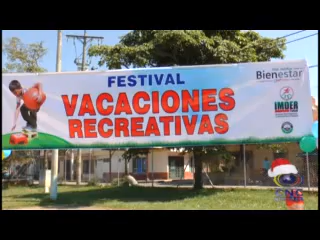 FESTIVAL
VACACIONES
RECREATIVAS
Bienestar
IMDER